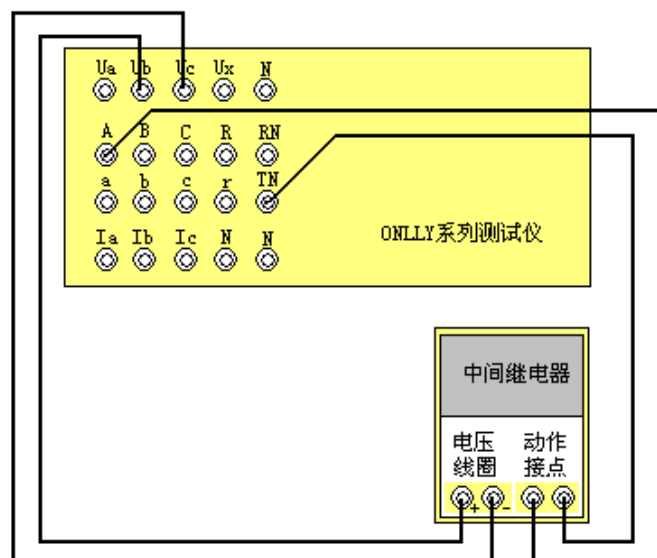 Ua Ub Uc Ux N
A B C R RN
a b c r TN
Ia Ib Ic N N
ONLLY系列测试仪
中间继电器
电压 动作
线圈 接点
+ -